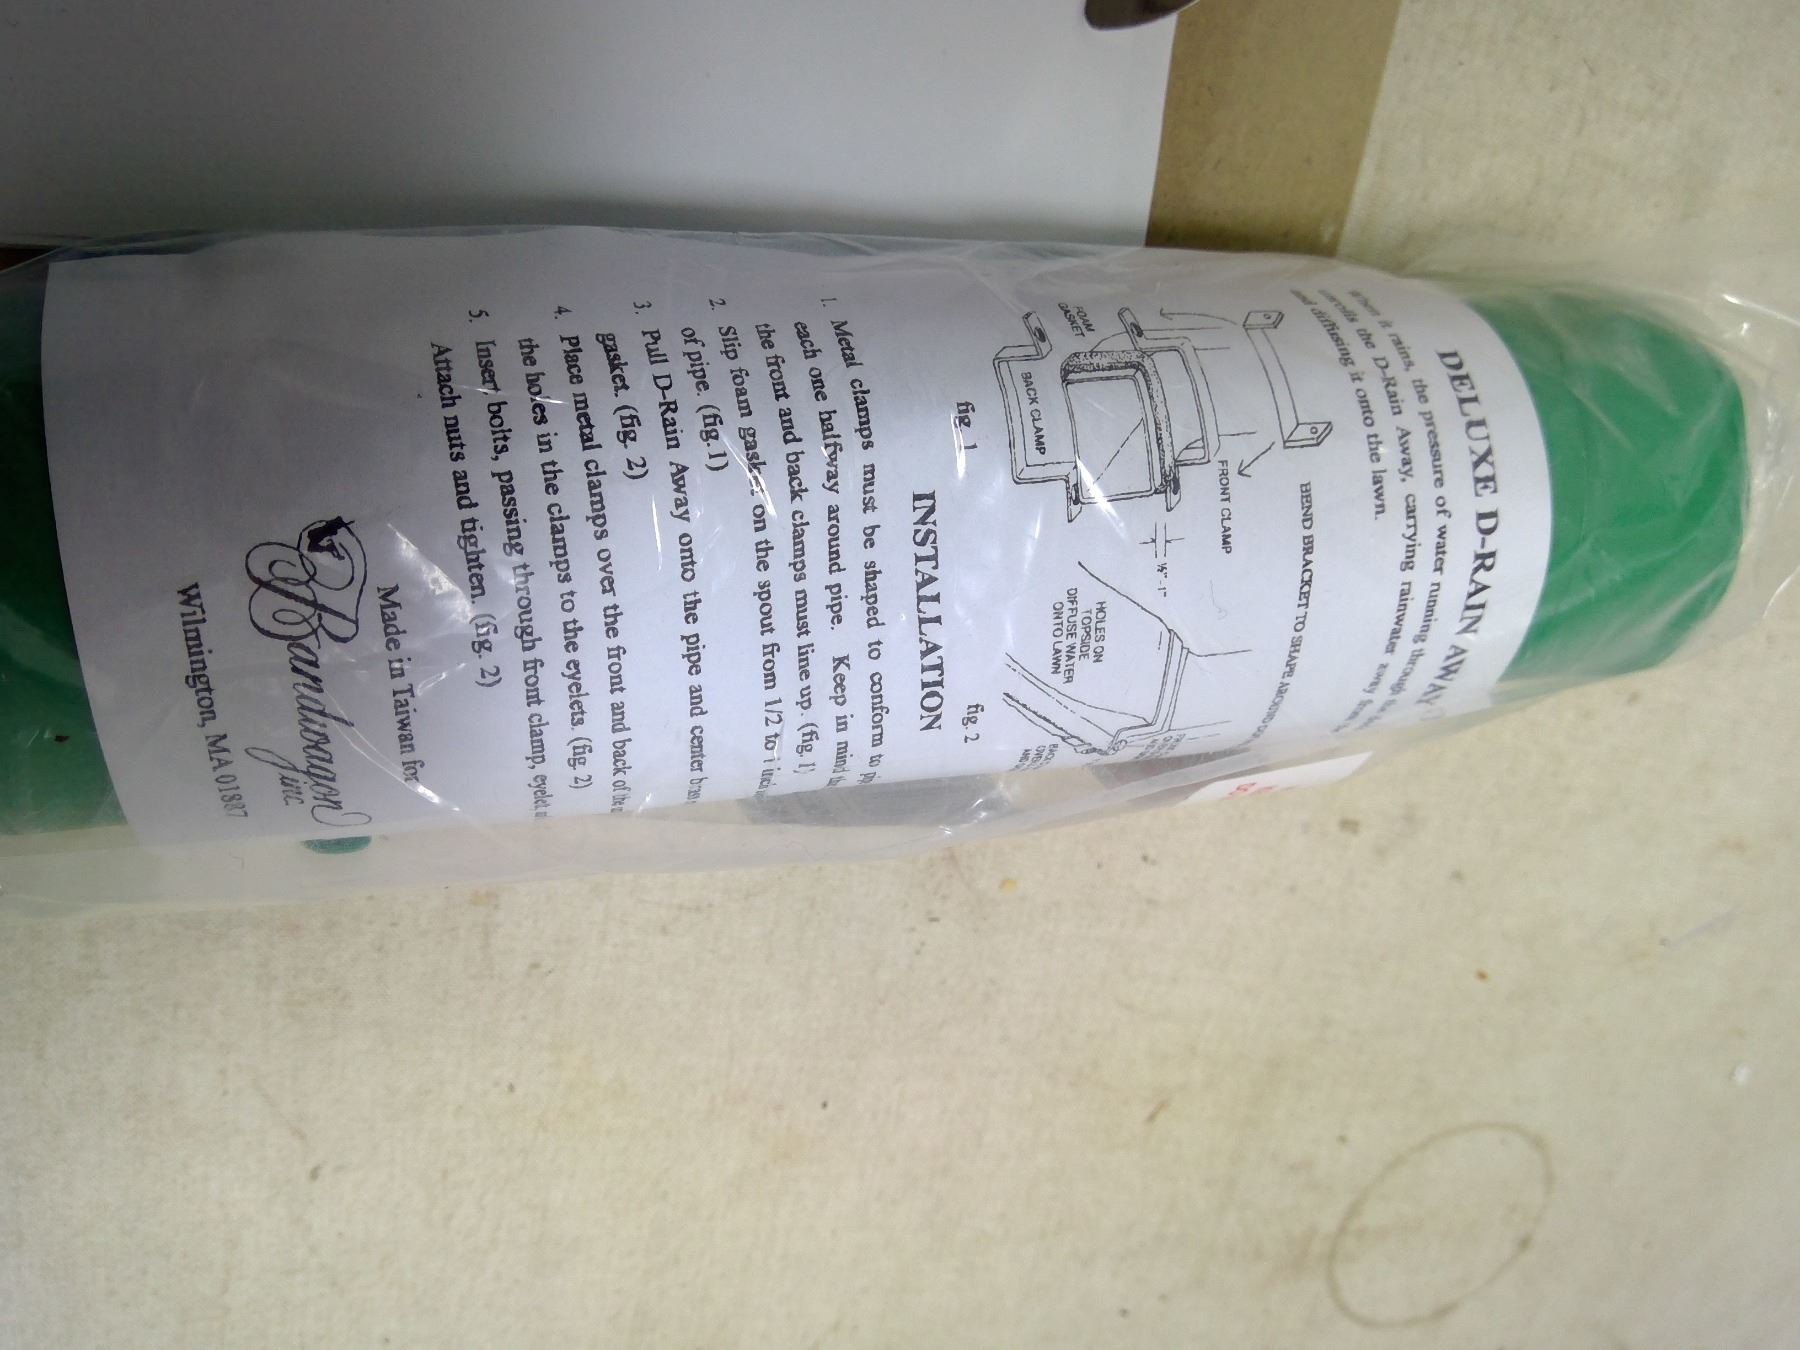 DELUXE D-RAIN AWAY
When it rains, the pressure of water running through
unrolls the D-Rain Away, carrying rainwater away from
and diffusing it onto the lawn.
BEND BRACKET TO SHAPE AROUND
FRONT CLAMP
FOAM
GASKET
BACK CLAMP
½" - 1"
HOLES ON
TOPSIDE
DIFFUSE WATER
ONTO LAWN
fig. 1
fig. 2
INSTALLATION
1. Metal clamps must be shaped to conform to
each one halfway around pipe. Keep in mind
the front and back clamps must line up. (fig. 1)
2. Slip foam gasket on the spout from 1/2 to 1
of pipe. (fig.1)
3. Pull D-Rain Away onto the pipe and center
gasket. (fig. 2)
4. Place metal clamps over the front and back of
the holes in the clamps to the eyelets. (fig. 2)
5. Insert bolts, passing through front clamp, eyelet
Attach nuts and tighten. (fig. 2)
Made in Taiwan for
Bandwagon
inc.
Wilmington, MA 01887